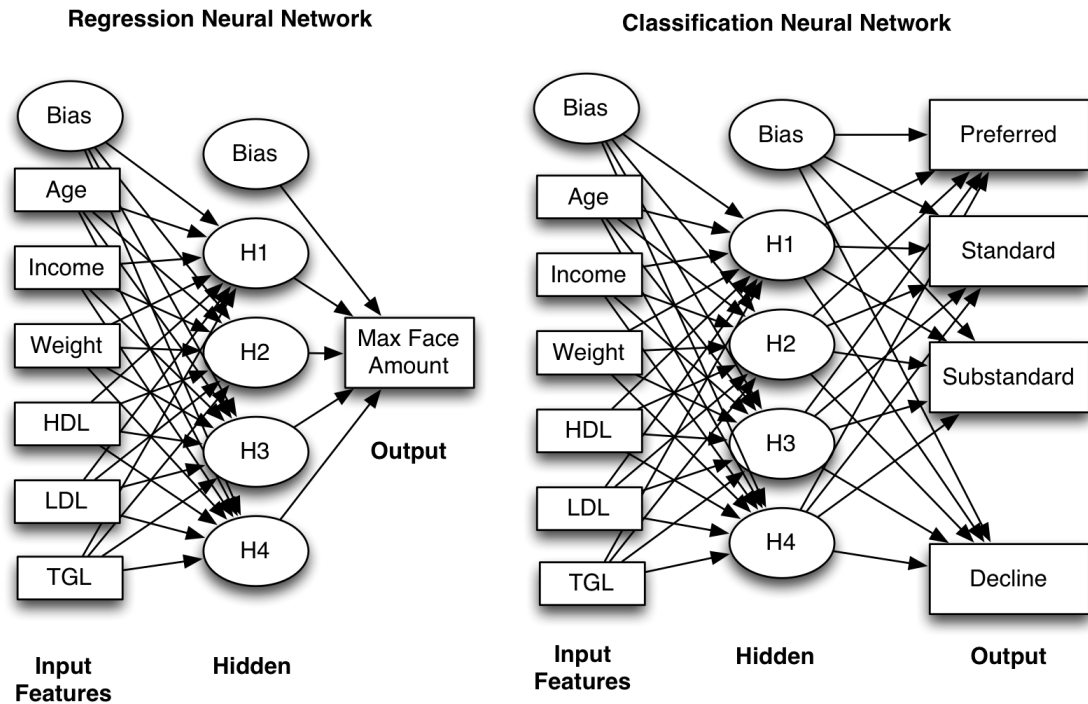 Regression Neural Network
Bias
Age
Income
Weight
HDL
LDL
TGL
Input
Features
Bias
H1
H2
H3
H4
Hidden
Max Face
Amount
Output
Classification Neural Network
Bias
Age
Income
Weight
HDL
LDL
TGL
Input
Features
Bias
H1
H2
H3
H4
Hidden
Preferred
Standard
Substandard
Decline
Output